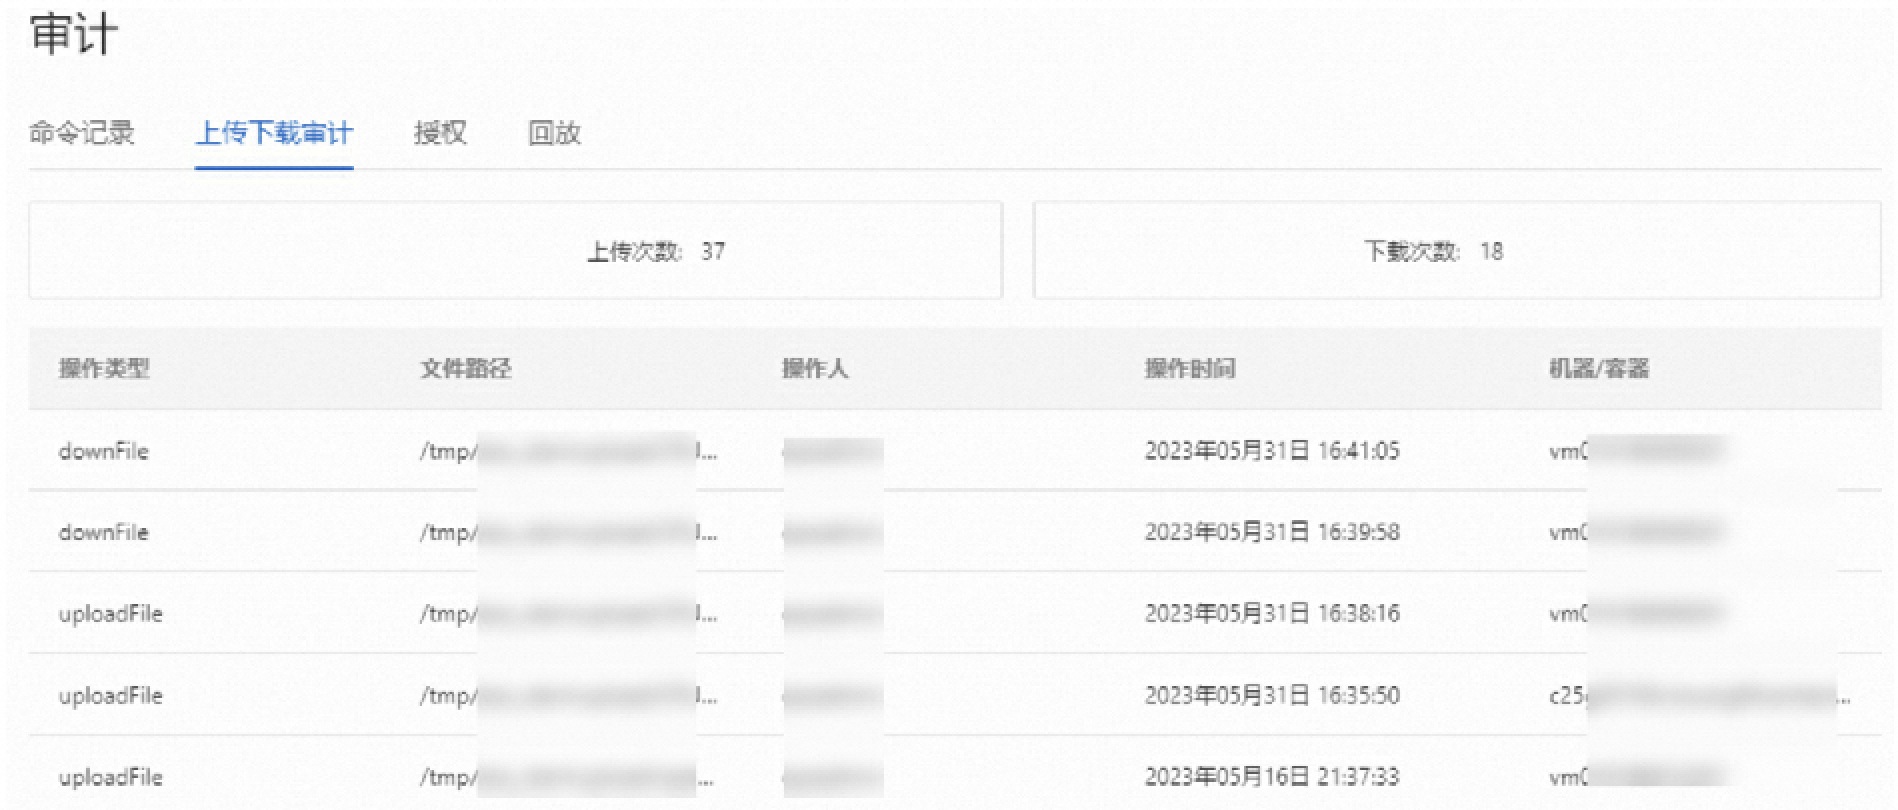 审计
命令记录 上传下载审计 授权 回放
上传次数: 37 下载次数: 18
操作类型 文件路径 操作人 操作时间 机器/容器
downFile /tmp/ J... 2023年05月31日 16:41:05 vm0
downFile /tmp/ J... 2023年05月31日 16:39:58 vm0
uploadFile /tmp/ J... 2023年05月31日 16:38:16 vm0
uploadFile /tmp/ J... 2023年05月31日 16:35:50 c25 ...
uploadFile /tmp/ ... 2023年05月16日 21:37:33 vm0